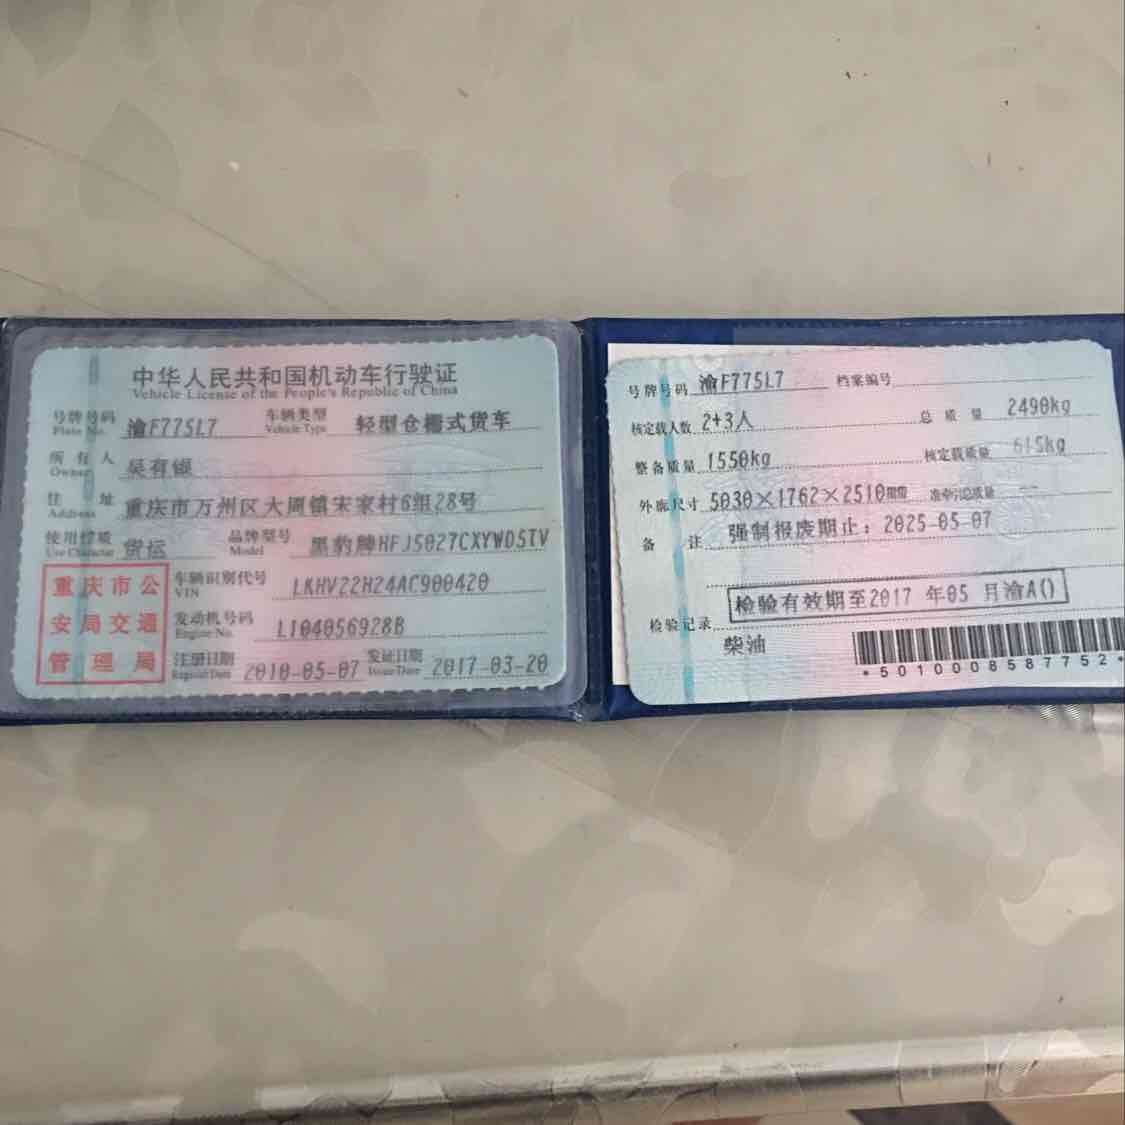 中华人民共和国机动车行驶证
Vehicle License of the People's Republic of China
号牌号码 Plate No. 渝F775L7 车辆类型 Vehicle Type 轻型仓栅式货车
所有人 Owner 吴有银
住址 Address 重庆市万州区大周镇宋家村6组28号
使用性质 Use Character 货运 品牌型号 Model 黑豹牌HFJ5027CXYWD5TV
重庆市公安局交通管理局
车辆识别代号 VIN LKHV22H24AC900420
发动机号码 Engine No. L104056928B
注册日期 Register Date 2010-05-07 发证日期 Issue Date 2017-03-20
号牌号码 渝F775L7 档案编号
核定载人数 2+3人 总质量 2490kg
整备质量 1550kg 核定载质量 615kg
外廓尺寸 5030×1762×2510mm 准牵引总质量 --
备注 强制报废期止：2025-05-07
检验有效期至2017年05月渝A()
检验记录
柴油
*5010008587752*